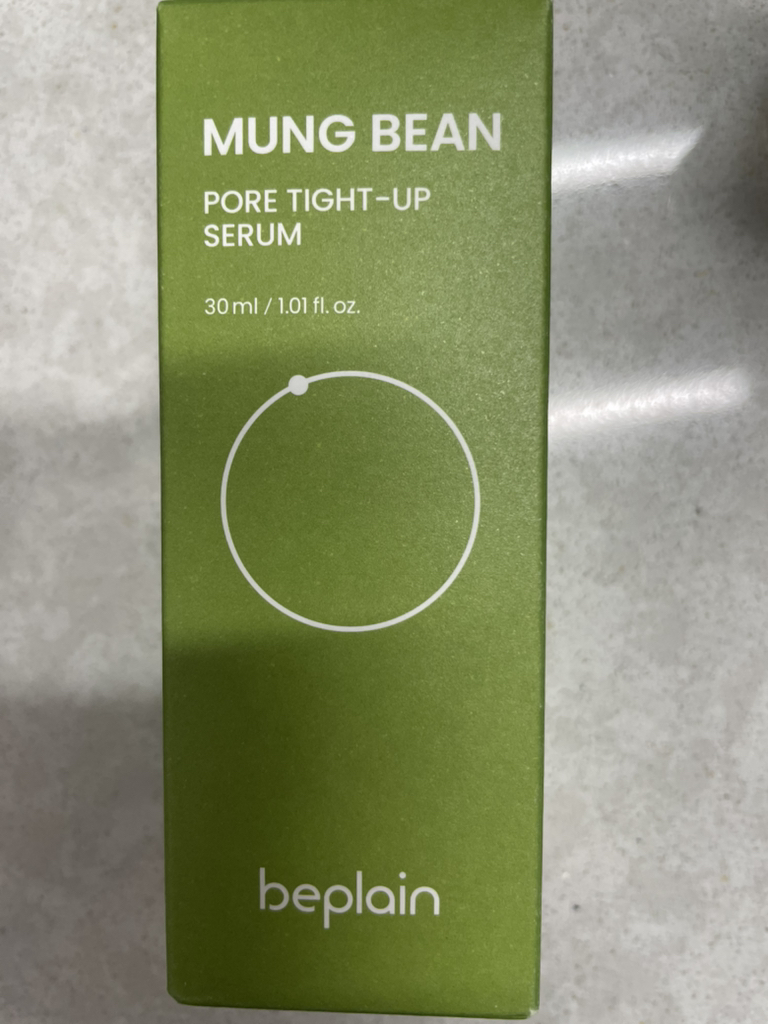 MUNG BEAN
PORE TIGHT-UP
SERUM
30 ml / 1.01 fl. oz.
beplain